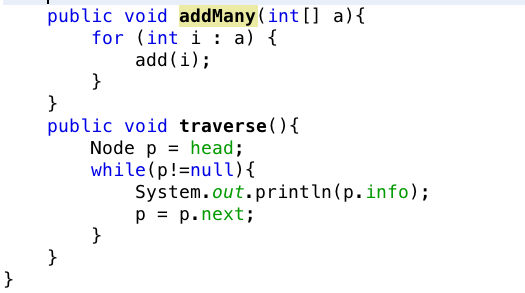 public void addMany(int[] a){
for (int i : a) {
add(i);
}
}
public void traverse(){
Node p = head;
while(p!=null){
System.out.println(p.info);
p = p.next;
}
}
}